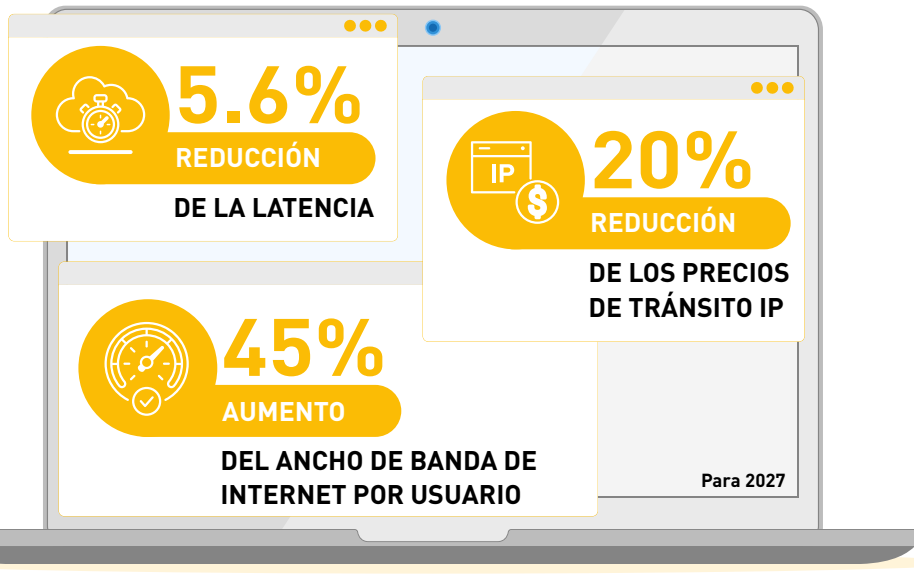 5.6%
REDUCCIÓN
DE LA LATENCIA
IP
$
20%
REDUCCIÓN
DE LOS PRECIOS
DE TRÁNSITO IP
45%
AUMENTO
DEL ANCHO DE BANDA DE
INTERNET POR USUARIO
Para 2027